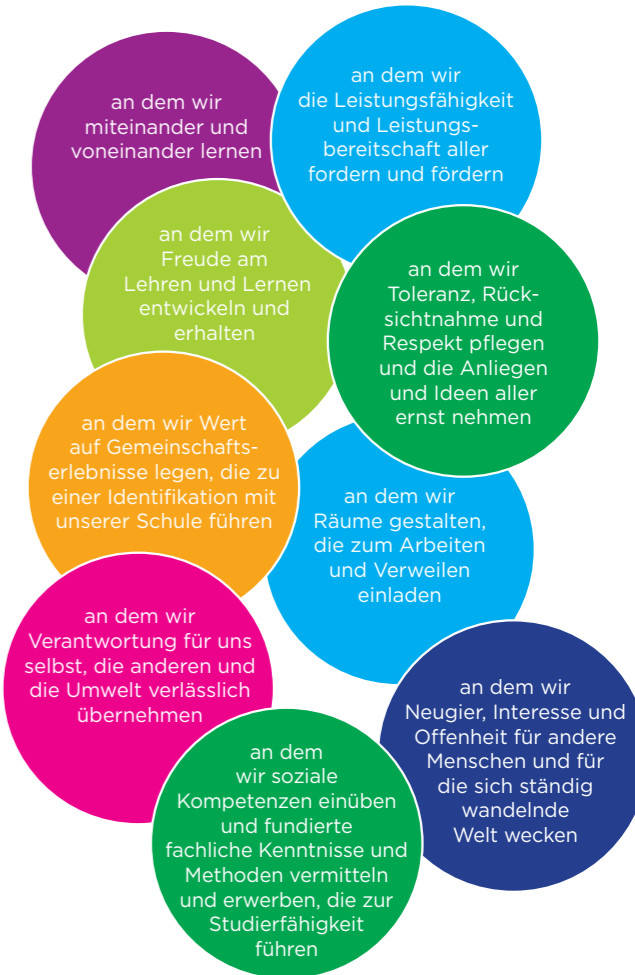 an dem wir
miteinander und
voneinander lernen
an dem wir
die Leistungsfähigkeit
und Leistungs-
bereitschaft aller
fordern und fördern
an dem wir
Freude am
Lehren und Lernen
entwickeln und
erhalten
an dem wir
Toleranz, Rück-
sichtnahme und
Respekt pflegen
und die Anliegen
und Ideen aller
ernst nehmen
an dem wir Wert
auf Gemeinschafts-
erlebnisse legen, die zu
einer Identifikation mit
unserer Schule führen
an dem wir
Räume gestalten,
die zum Arbeiten
und Verweilen
einladen
an dem wir
Verantwortung für uns
selbst, die anderen und
die Umwelt verlässlich
übernehmen
an dem wir
Neugier, Interesse und
Offenheit für andere
Menschen und für
die sich ständig
wandelnde
Welt wecken
an dem
wir soziale
Kompetenzen einüben
und fundierte
fachliche Kenntnisse und
Methoden vermitteln
und erwerben, die zur
Studierfähigkeit
führen